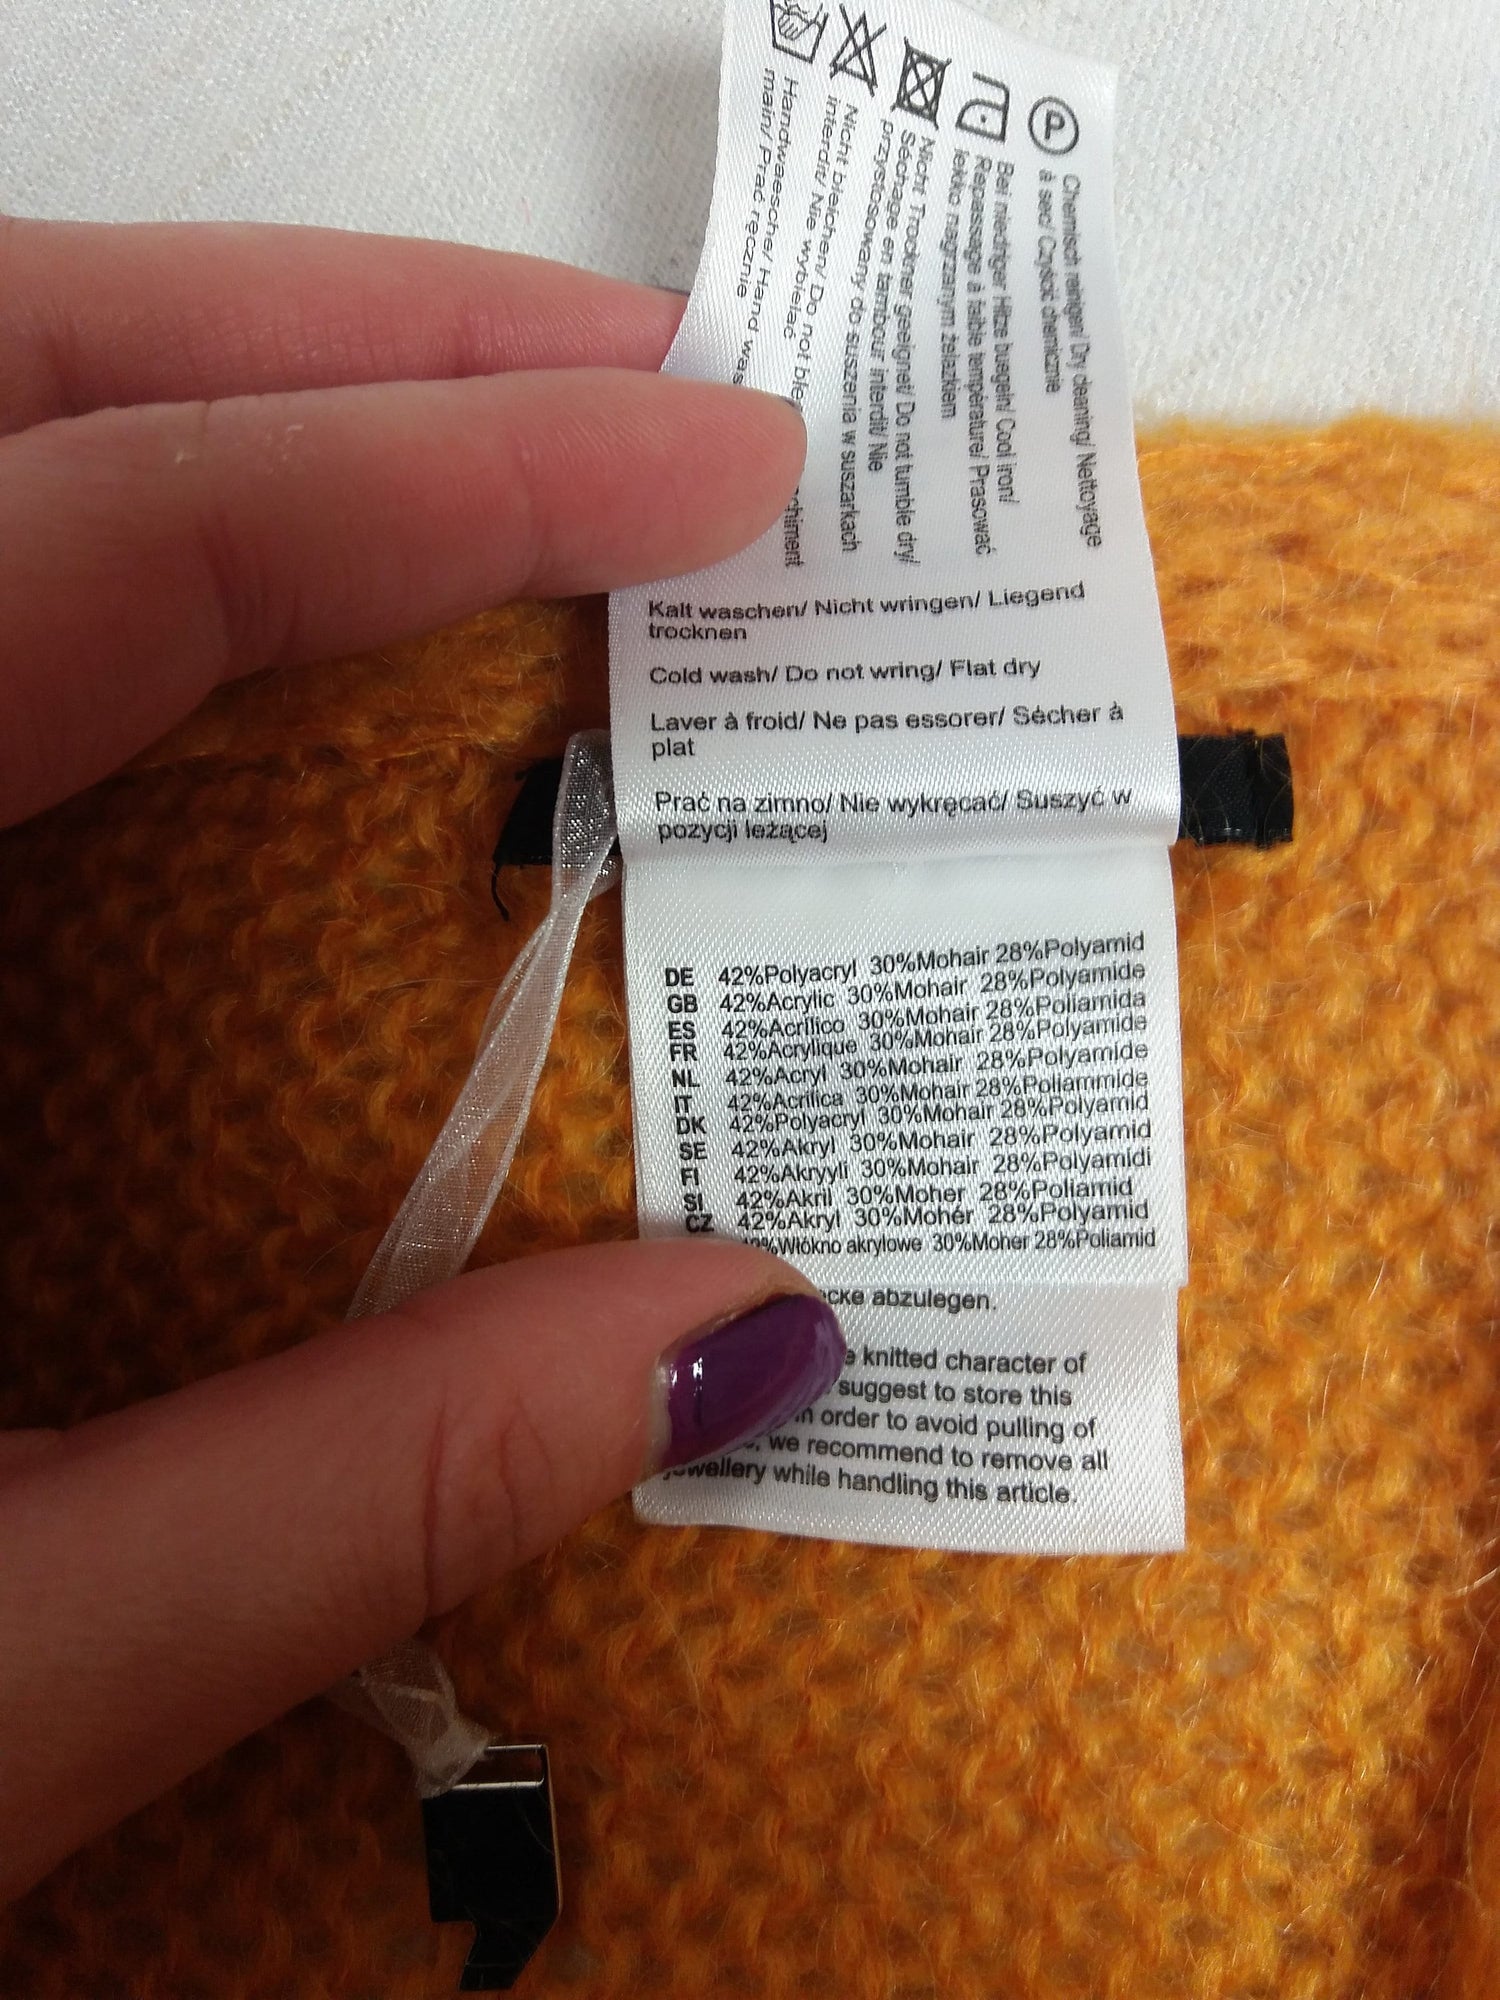 P
Chemisch reinigen/ Dry cleaning/ Nettoyage
à sec/ Czyścić chemicznie
Bei niedriger Hitze buegeln/ Cool iron/
Repassage à faible température/ Prasować
lekko nagrzanym żelazkiem
Nicht Trockner geeignet/ Do not tumble dry/
Séchage en tambour interdit/ Nie
przystosowany do suszenia w suszarkach
Nicht bleichen/ Do not
interdit/ Nie wybielać
Handwaesche/ Hand
main/ Prać ręcznie
Kalt waschen/ Nicht wringen/ Liegend
trocknen
Cold wash/ Do not wring/ Flat dry
Laver à froid/ Ne pas essorer/ Sécher à
plat
Prać na zimno/ Nie wykręcać/ Suszyć w
pozycji leżącej
DE 42%Polyacryl 30%Mohair 28%Polyamid
GB 42%Acrylic 30%Mohair 28%Polyamide
ES 42%Acrílico 30%Mohair 28%Poliamida
FR 42%Acrylique 30%Mohair 28%Polyamide
NL 42%Acryl 30%Mohair 28%Polyamide
IT 42%Acrilica 30%Mohair 28%Poliammide
DK 42%Polyacryl 30%Mohair 28%Polyamid
SE 42%Akryl 30%Mohair 28%Polyamid
FI 42%Akryyli 30%Mohair 28%Polyamidi
SI 42%Akril 30%Moher 28%Poliamid
CZ 42%Akryl 30%Mohér 28%Polyamid
%Włókno akrylowe 30%Moher 28%Poliamid
abzulegen.
knitted character of
suggest to store this
in order to avoid pulling of
we recommend to remove all
jewellery while handling this article.